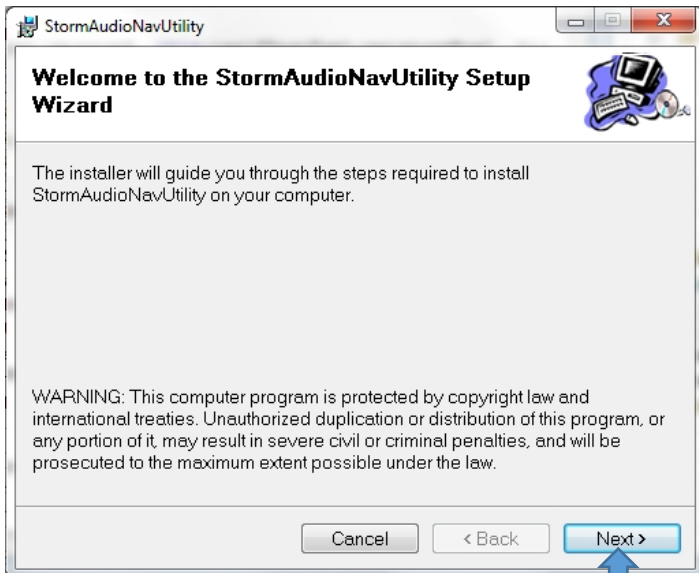 StormAudioNavUtility
Welcome to the StormAudioNavUtility Setup
Wizard
The installer will guide you through the steps required to install
StormAudioNavUtility on your computer.
WARNING: This computer program is protected by copyright law and
international treaties. Unauthorized duplication or distribution of this program, or
any portion of it, may result in severe civil or criminal penalties, and will be
prosecuted to the maximum extent possible under the law.
Cancel < Back Next >